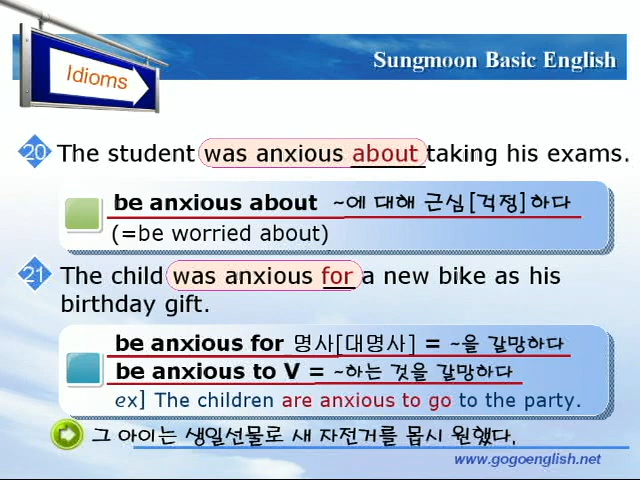 Idioms
Sungmoon Basic English
20 The student was anxious about taking his exams.
be anxious about ~에 대해 근심[걱정]하다
(=be worried about)
21 The child was anxious for a new bike as his
birthday gift.
be anxious for 명사[대명사] = ~을 갈망하다
be anxious to V = ~하는 것을 갈망하다
ex] The children are anxious to go to the party.
그 아이는 생일선물로 새 자전거를 몹시 원했다.
www.gogoenglish.net